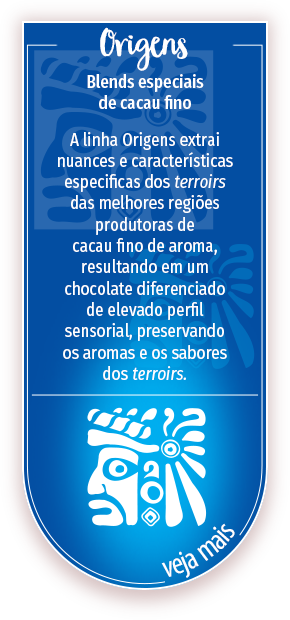 Origens
Blends especiais
de cacau fino
A linha Origens extrai
nuances e características
especificas dos terroirs
das melhores regiões
produtoras de
cacau fino de aroma,
resultando em um
chocolate diferenciado
de elevado perfil
sensorial, preservando
os aromas e os sabores
dos terroirs.
veja mais